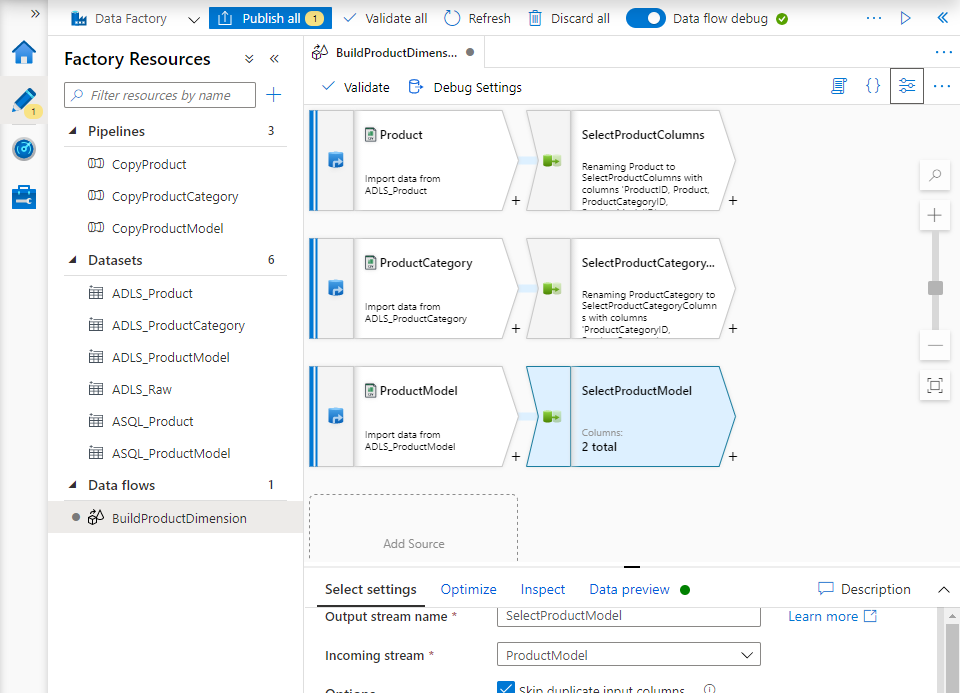 Data Factory
Publish all 1
Validate all
Refresh
Discard all
Data flow debug
1
Factory Resources
Filter resources by name
Pipelines 3
CopyProduct
CopyProductCategory
CopyProductModel
Datasets 6
ADLS_Product
ADLS_ProductCategory
ADLS_ProductModel
ADLS_Raw
ASQL_Product
ASQL_ProductModel
Data flows 1
BuildProductDimension
BuildProductDimens...
Validate
Debug Settings
{}
Product
Import data from
ADLS_Product
+
SelectProductColumns
Renaming Product to
SelectProductColumns with
columns 'ProductID, Product,
ProductCategoryID,
+
ProductCategory
Import data from
ADLS_ProductCategory
+
SelectProductCategory...
Renaming ProductCategory to
SelectProductCategoryColumn
s with columns
'ProductCategoryID,
+
ProductModel
Import data from
ADLS_ProductModel
+
SelectProductModel
Columns:
2 total
+
Add Source
Select settings
Optimize
Inspect
Data preview
Description
Output stream name *
SelectProductModel
Learn more
Incoming stream *
ProductModel
Options
Skip duplicate input columns